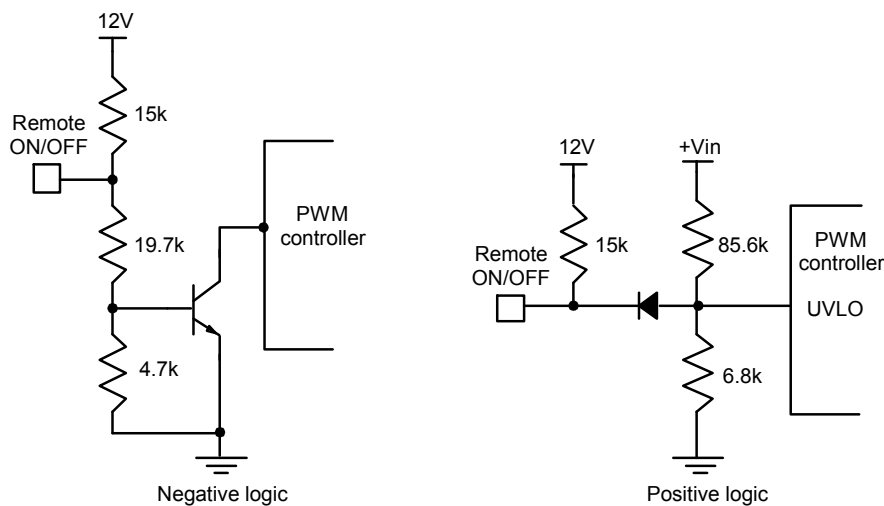 12V
15k
Remote
ON/OFF
19.7k
4.7k
PWM
controller
Negative logic
12V
+Vin
15k
85.6k
Remote
ON/OFF
PWM
controller
UVLO
6.8k
Positive logic